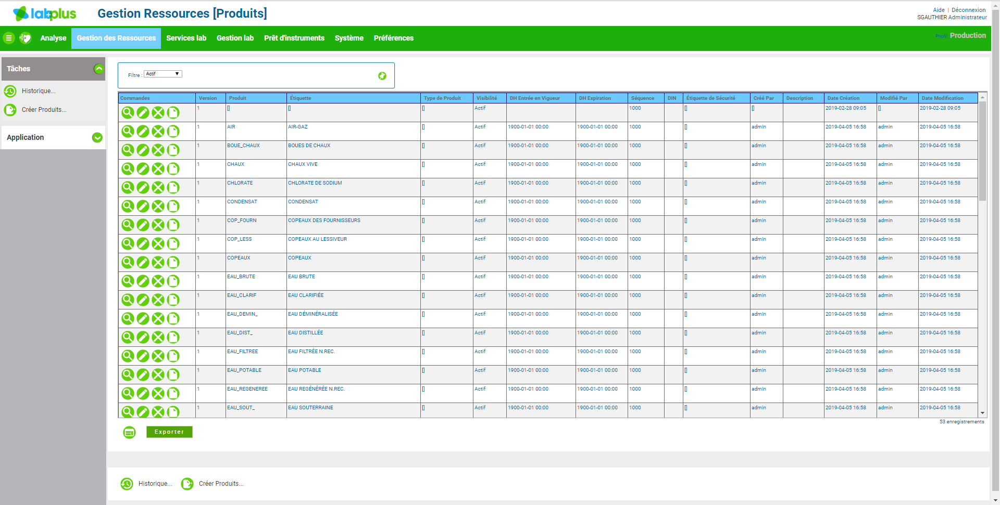 labplus
Gestion Ressources [Produits]
Aide | Déconnexion
SGAUTHIER Administrateur
Analyse Gestion des Ressources Services lab Gestion lab Prêt d'instruments Système Préférences
Profil Production
Tâches
Historique...
Créer Produits...
Application
Filtre : Actif
Commandes Version Produit Étiquette Type de Produit Visibilité DH Entrée en Vigueur DH Expiration Séquence DIN Étiquette de Sécurité Créé Par Description Date Création Modifié Par Date Modification
1 [] [] [] Actif 1000 [] [] 2019-02-28 09:05 [] 2019-02-28 09:05
1 AIR AIR-GAZ [] Actif 1900-01-01 00:00 1900-01-01 00:00 1000 [] admin 2019-04-05 16:58 admin 2019-04-05 16:58
1 BOUE_CHAUX BOUES DE CHAUX [] Actif 1900-01-01 00:00 1900-01-01 00:00 1000 [] admin 2019-04-05 16:58 admin 2019-04-05 16:58
1 CHAUX CHAUX VIVE [] Actif 1900-01-01 00:00 1900-01-01 00:00 1000 [] admin 2019-04-05 16:58 admin 2019-04-05 16:58
1 CHLORATE CHLORATE DE SODIUM [] Actif 1900-01-01 00:00 1900-01-01 00:00 1000 [] admin 2019-04-05 16:58 admin 2019-04-05 16:58
1 CONDENSAT CONDENSAT [] Actif 1900-01-01 00:00 1900-01-01 00:00 1000 [] admin 2019-04-05 16:58 admin 2019-04-05 16:58
1 COP_FOURN COPEAUX DES FOURNISSEURS [] Actif 1900-01-01 00:00 1900-01-01 00:00 1000 [] admin 2019-04-05 16:58 admin 2019-04-05 16:58
1 COP_LESS COPEAUX AU LESSIVEUR [] Actif 1900-01-01 00:00 1900-01-01 00:00 1000 [] admin 2019-04-05 16:58 admin 2019-04-05 16:58
1 COPEAUX COPEAUX [] Actif 1900-01-01 00:00 1900-01-01 00:00 1000 [] admin 2019-04-05 16:58 admin 2019-04-05 16:58
1 EAU_BRUTE EAU BRUTE [] Actif 1900-01-01 00:00 1900-01-01 00:00 1000 [] admin 2019-04-05 16:58 admin 2019-04-05 16:58
1 EAU_CLARIF EAU CLARIFIÉE [] Actif 1900-01-01 00:00 1900-01-01 00:00 1000 [] admin 2019-04-05 16:58 admin 2019-04-05 16:58
1 EAU_DEMIN_ EAU DÉMINÉRALISÉE [] Actif 1900-01-01 00:00 1900-01-01 00:00 1000 [] admin 2019-04-05 16:58 admin 2019-04-05 16:58
1 EAU_DIST_ EAU DISTILLÉE [] Actif 1900-01-01 00:00 1900-01-01 00:00 1000 [] admin 2019-04-05 16:58 admin 2019-04-05 16:58
1 EAU_FILTREE EAU FILTRÉE N.REC. [] Actif 1900-01-01 00:00 1900-01-01 00:00 1000 [] admin 2019-04-05 16:58 admin 2019-04-05 16:58
1 EAU_POTABLE EAU POTABLE [] Actif 1900-01-01 00:00 1900-01-01 00:00 1000 [] admin 2019-04-05 16:58 admin 2019-04-05 16:58
1 EAU_REGENEREE EAU REGÉNÉRÉE N.REC. [] Actif 1900-01-01 00:00 1900-01-01 00:00 1000 [] admin 2019-04-05 16:58 admin 2019-04-05 16:58
1 EAU_SOUT_ EAU SOUTERRAINE [] Actif 1900-01-01 00:00 1900-01-01 00:00 1000 [] admin 2019-04-05 16:58 admin 2019-04-05 16:58
53 enregistrements
Exporter
Historique... Créer Produits...